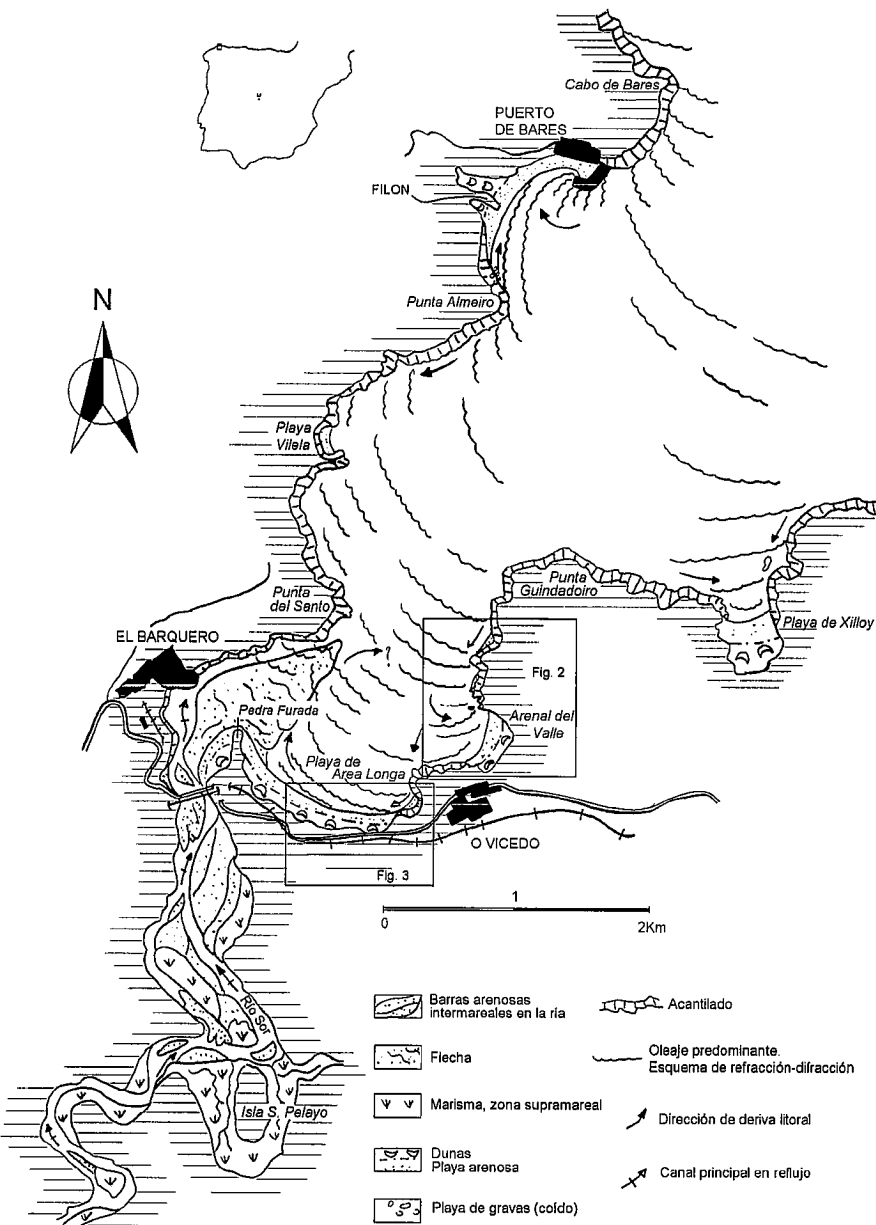 Cabo de Bares
PUERTO
DE BARES
FILON
Punta Almeiro
N
Playa
Vilela
Punta
Guindadoiro
Punta
del Santo
Playa de Xilloy
EL BARQUERO
Fig. 2
Pedra Furada
Arenal del
Valle
Playa de
Area Longa
O VICEDO
Fig. 3
1
0
2Km
Río Sor
Isla S. Pelayo
Barras arenosas
intermareales en la ría
Flecha
Marisma, zona supramareal
Dunas
Playa arenosa
Playa de gravas (coído)
Acantilado
Oleaje predominante.
Esquema de refracción-difracción
Dirección de deriva litoral
Canal principal en reflujo